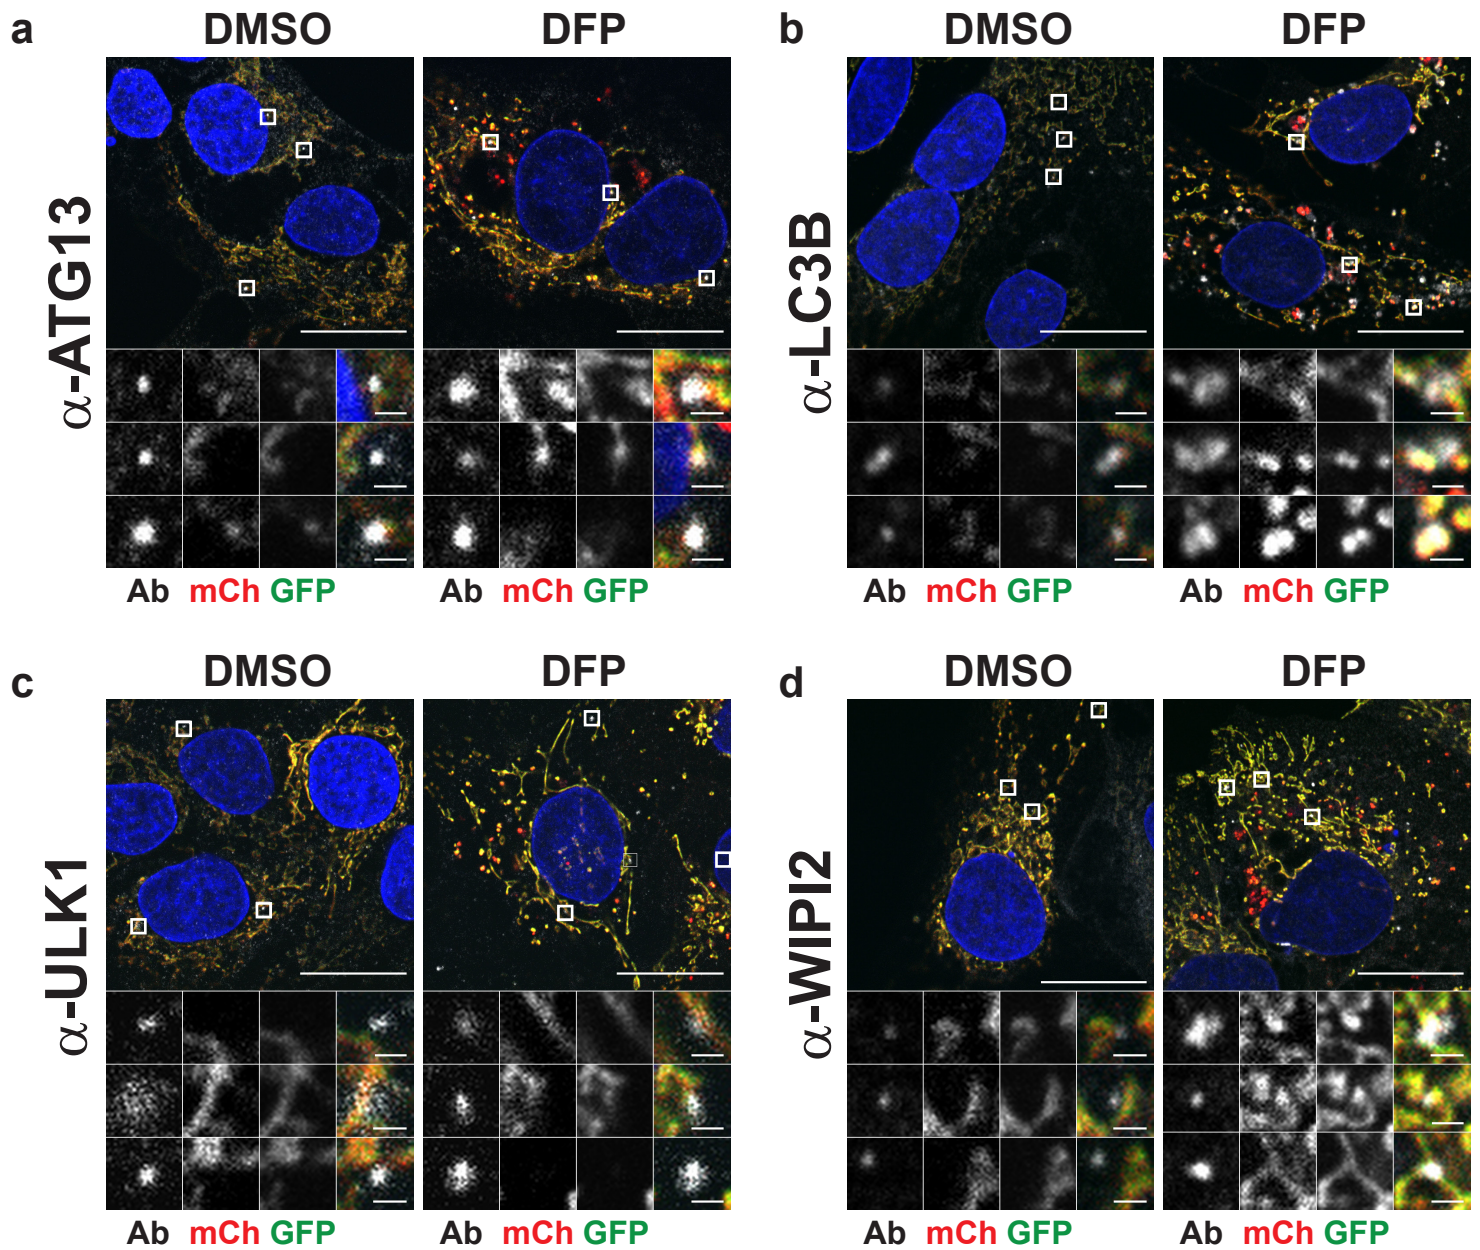 a
DMSO
DFP
α-ATG13
Ab mCh GFP
Ab mCh GFP
b
DMSO
DFP
α-LC3B
Ab mCh GFP
Ab mCh GFP
c
DMSO
DFP
α-ULK1
Ab mCh GFP
Ab mCh GFP
d
DMSO
DFP
α-WIPI2
Ab mCh GFP
Ab mCh GFP